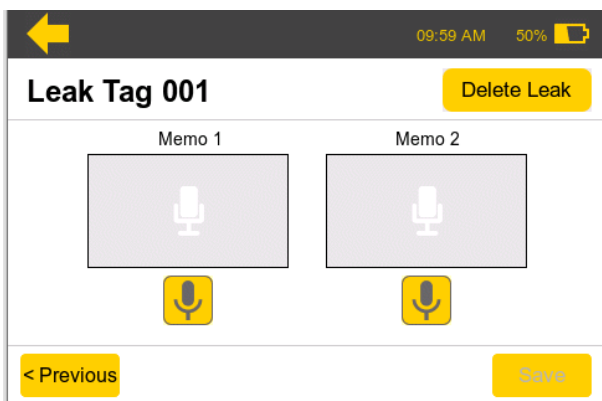 09:59 AM 50%
Leak Tag 001 Delete Leak
Memo 1 Memo 2
< Previous Save